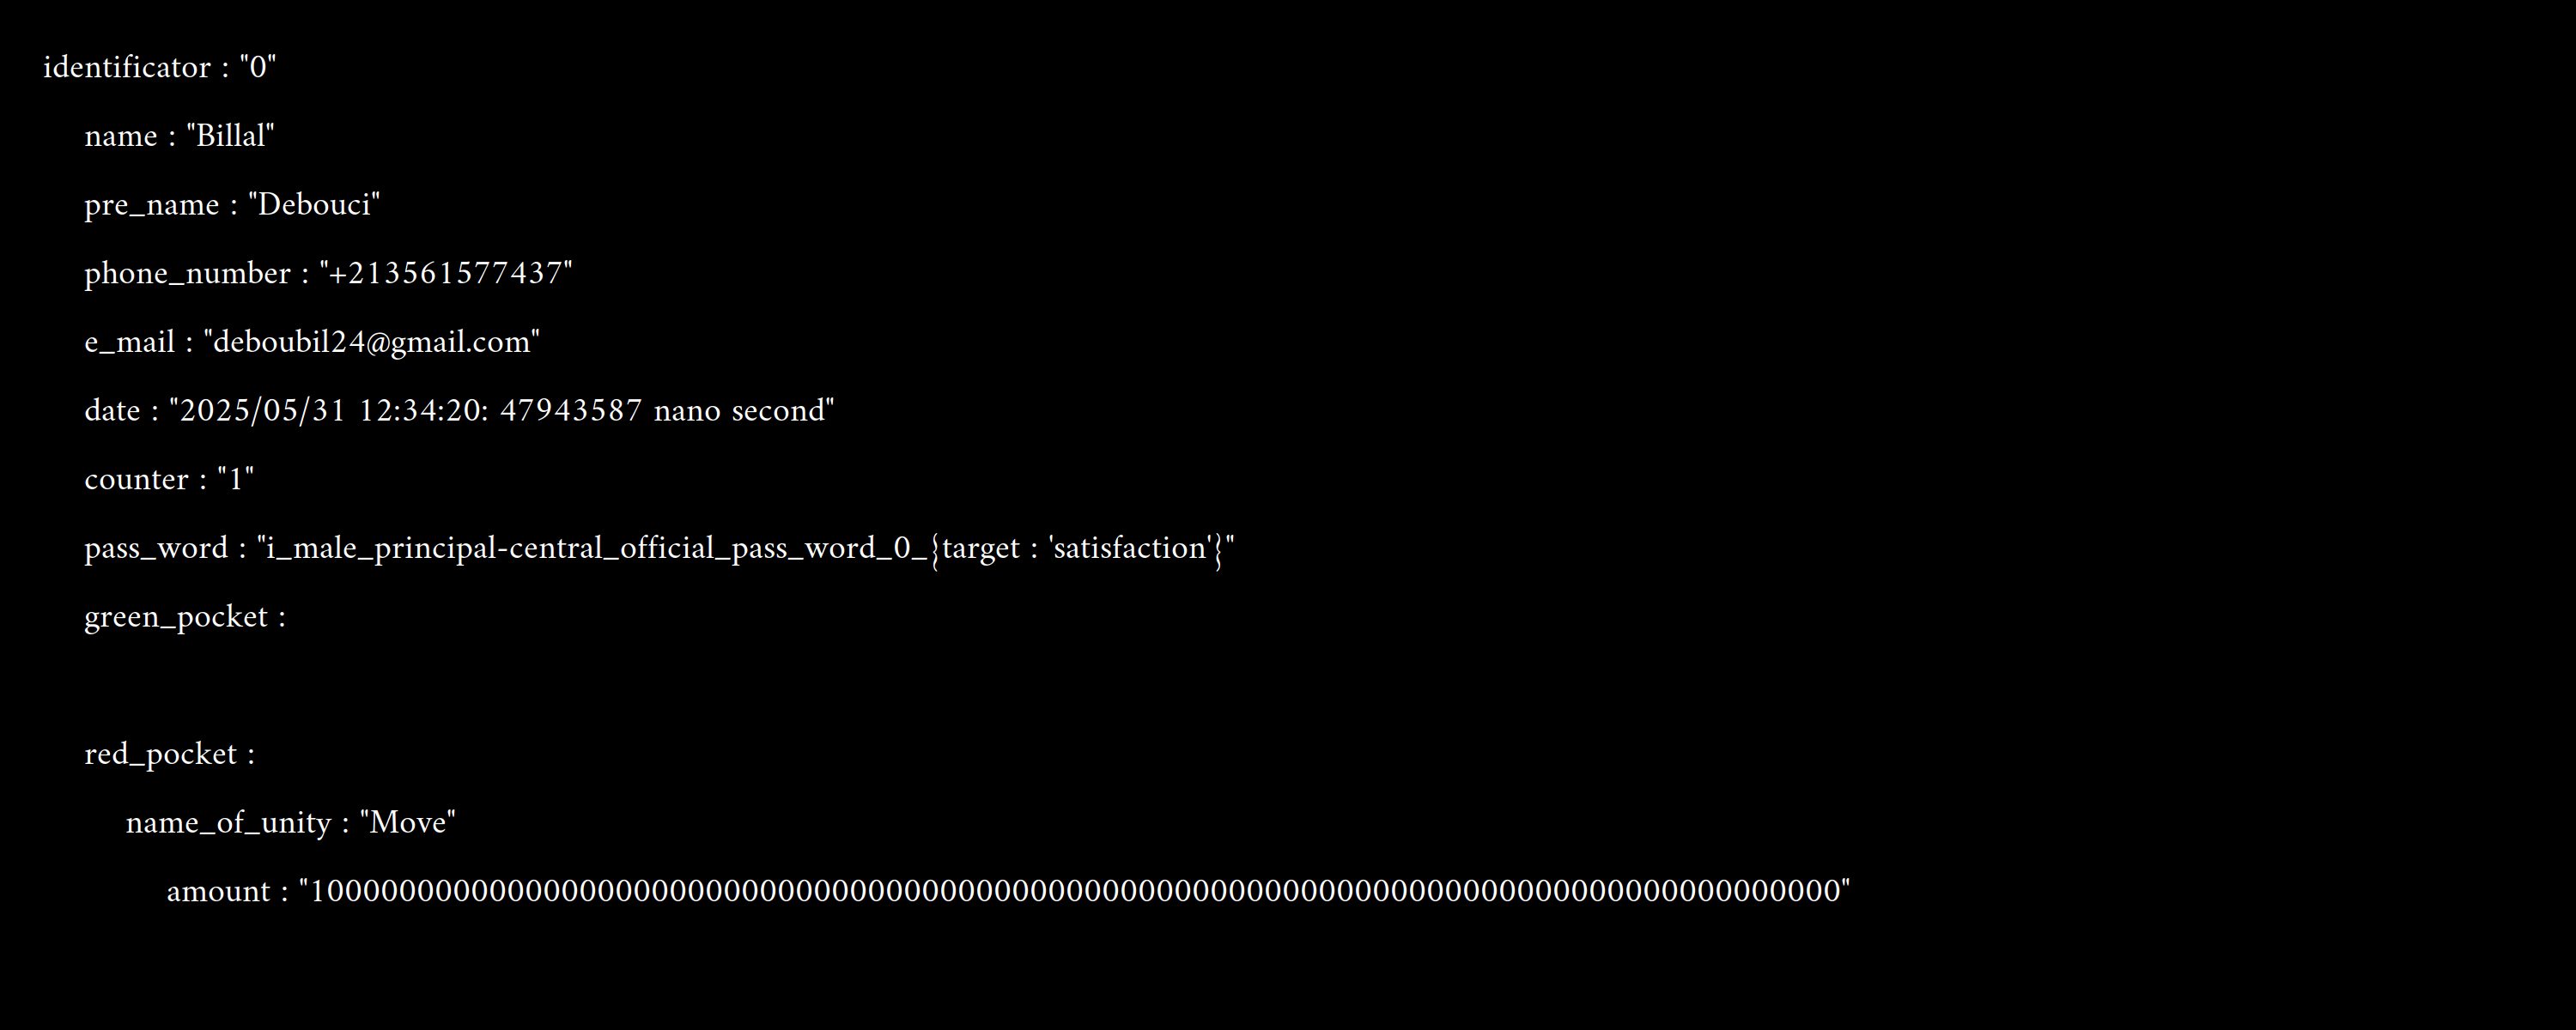 identificator : "0"
name : "Billal"
pre_name : "Debouci"
phone_number : "+213561577437"
e_mail : "deboubil24@gmail.com"
date : "2025/05/31 12:34:20: 47943587 nano second"
counter : "1"
pass_word : "i_male_principal-central_official_pass_word_0_{target : 'satisfaction'}"
green_pocket :
red_pocket :
name_of_unity : "Move"
amount : "1000000000000000000000000000000000000000000000000000000000000000000000000000000000000"